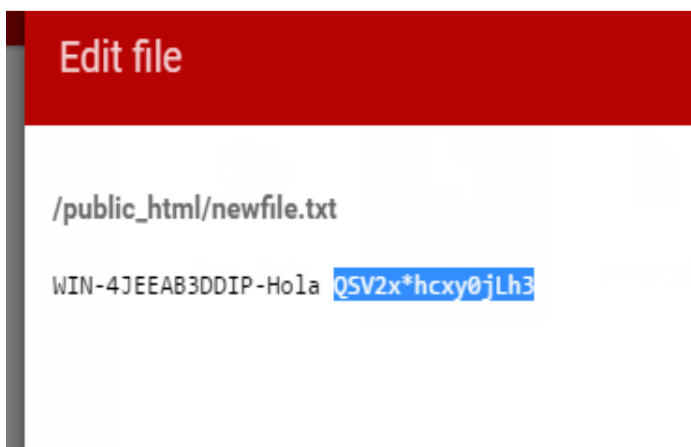 Edit file
/public_html/newfile.txt
WIN-4JEEAB3DDIP-Hola QSV2x*hcxy0jLh3